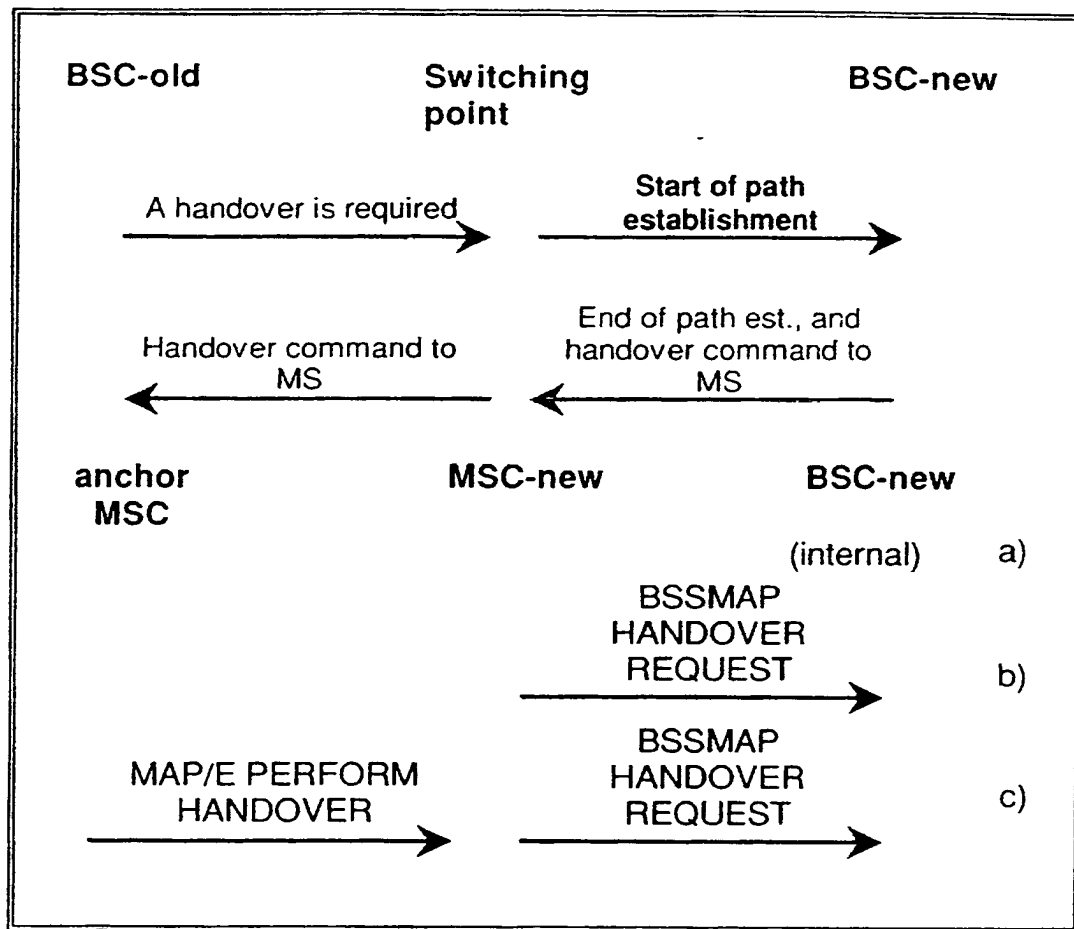 BSC-old Switching point BSC-new
A handover is required
Start of path
establishment
Handover command to
MS
End of path est., and
handover command to
MS
anchor
MSC
MSC-new
BSC-new
(internal) a)
BSSMAP
HANDOVER
REQUEST
b)
MAP/E PERFORM
HANDOVER
BSSMAP
HANDOVER
REQUEST
c)